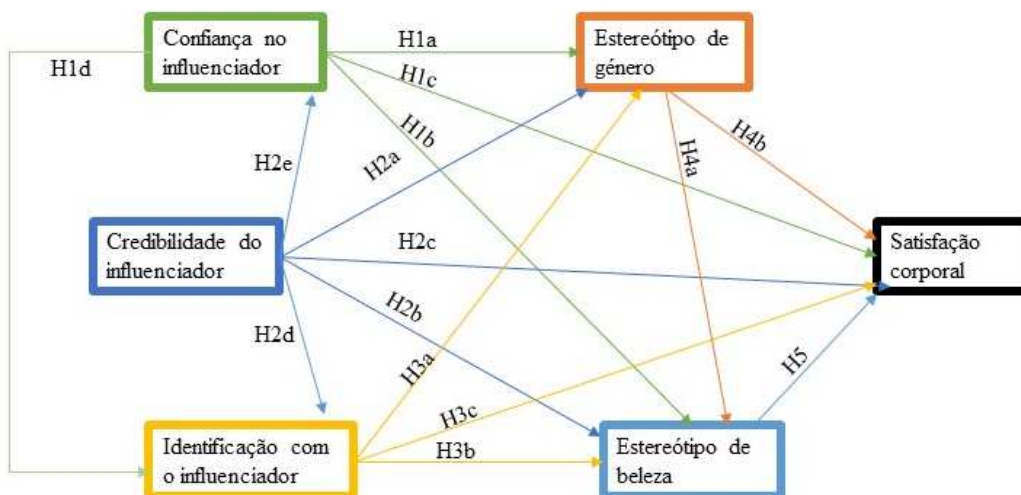 Confiança no
influenciador
Estereótipo de
género
H1d
H1a
H1c
H1b
H2e
H2a
H4b
H4a
Credibilidade do
influenciador
H2c
Satisfação
corporal
H2b
H2d
H3a
H5
H3c
Identificação com
o influenciador
H3b
Estereótipo de
beleza